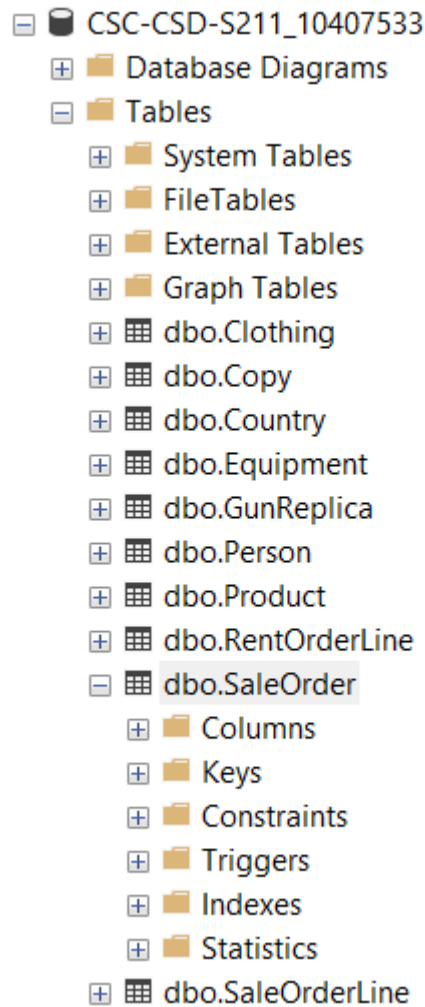 CSC-CSD-S211_10407533
Database Diagrams
Tables
System Tables
FileTables
External Tables
Graph Tables
dbo.Clothing
dbo.Copy
dbo.Country
dbo.Equipment
dbo.GunReplica
dbo.Person
dbo.Product
dbo.RentOrderLine
dbo.SaleOrder
Columns
Keys
Constraints
Triggers
Indexes
Statistics
dbo.SaleOrderLine